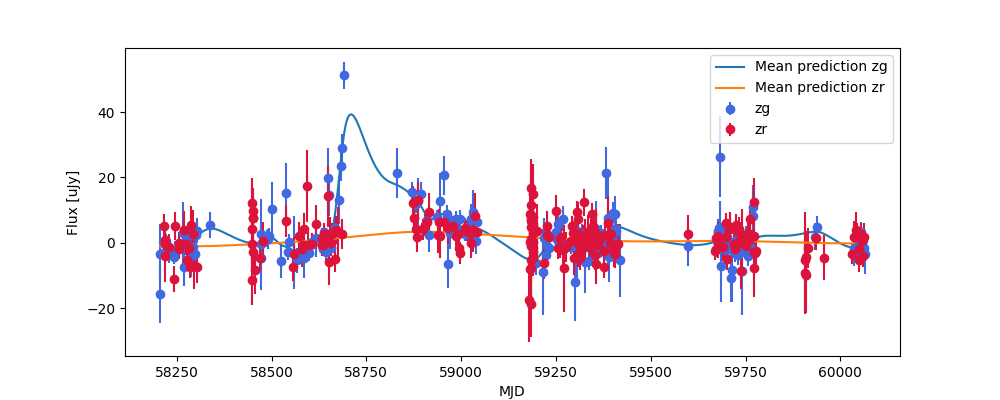 Mean prediction zg
Mean prediction zr
zg
zr
Flux [uJy]
40
20
0
−20
58250
58500
58750
59000
59250
59500
59750
60000
MJD